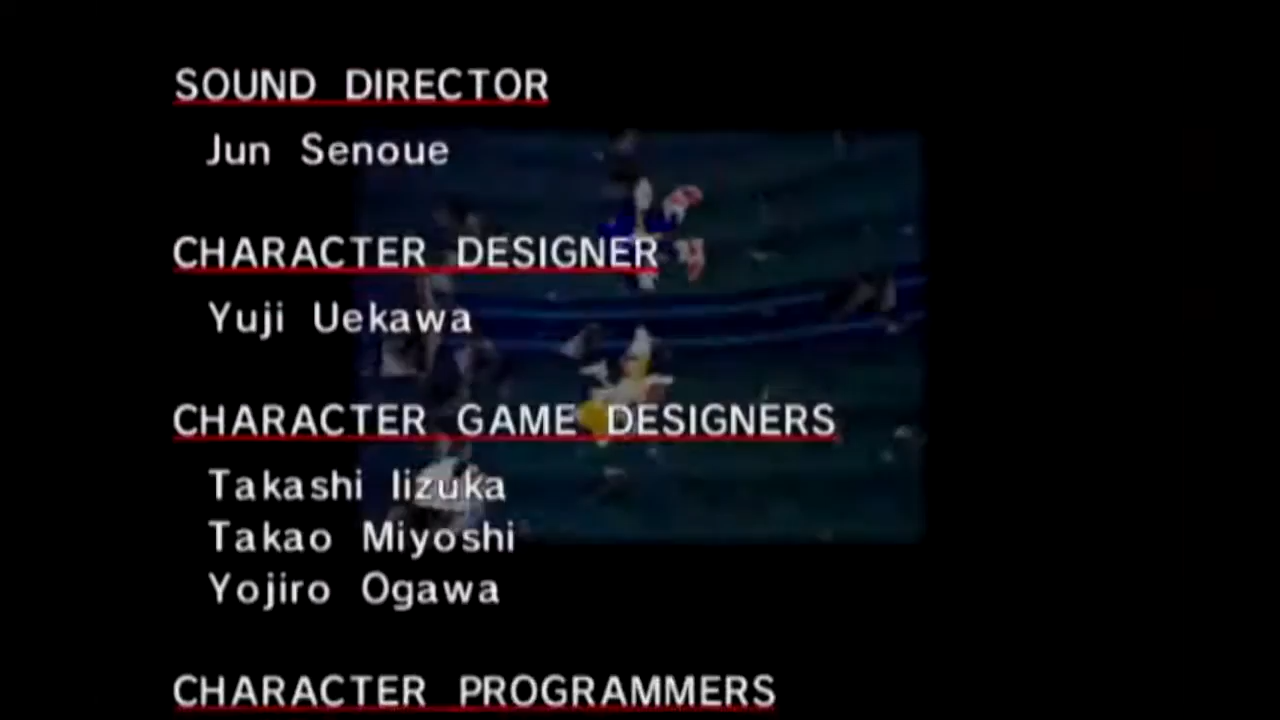 SOUND DIRECTOR
Jun Senoue
CHARACTER DESIGNER
Yuji Uekawa
CHARACTER GAME DESIGNERS
Takashi Iizuka
Takao Miyoshi
Yojiro Ogawa
CHARACTER PROGRAMMERS